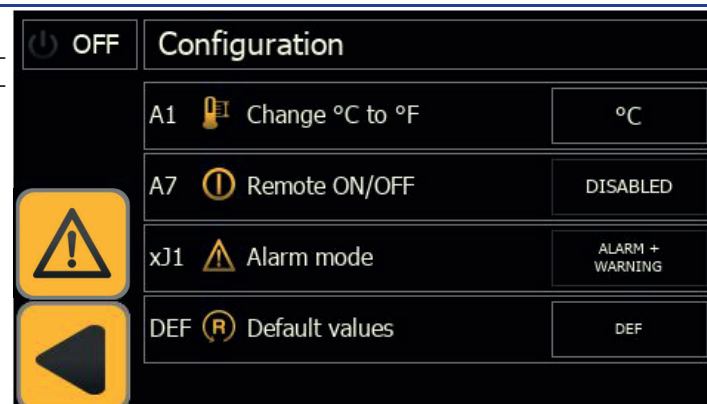 OFF
Configuration
A1 Change °C to °F °C
A7 Remote ON/OFF DISABLED
xJ1 Alarm mode ALARM +
WARNING
DEF R Default values DEF